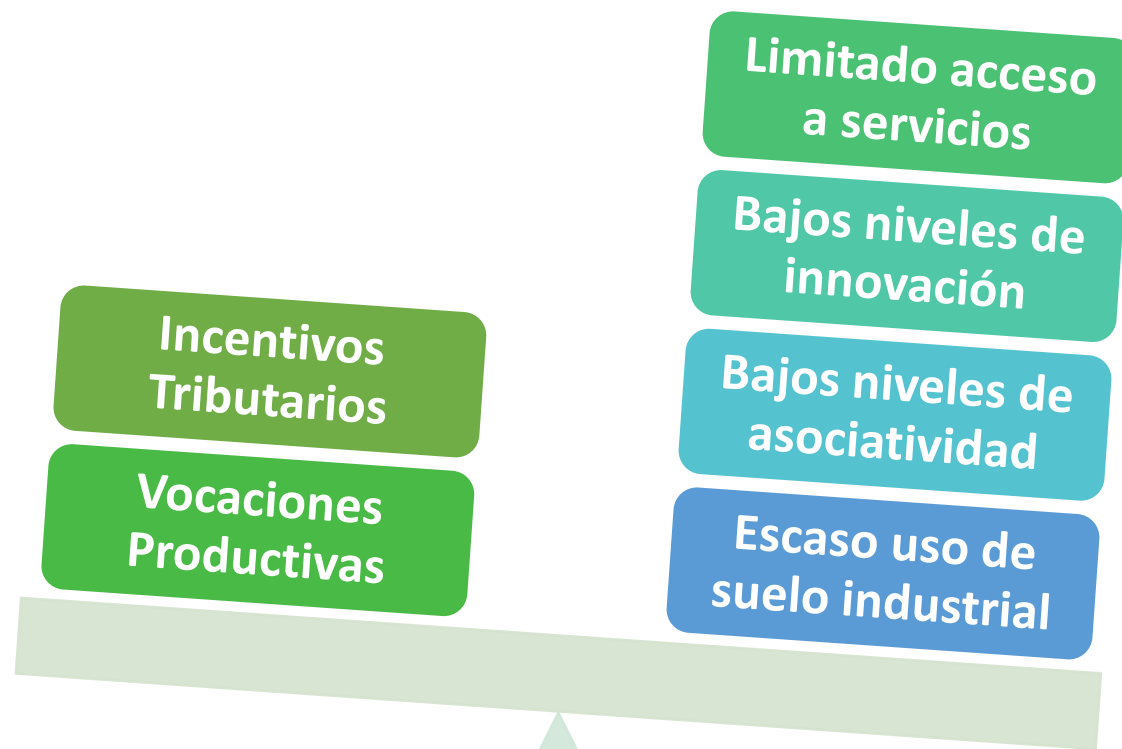 Incentivos
Tributarios
Vocaciones
Productivas
Limitado acceso
a servicios
Bajos niveles de
innovación
Bajos niveles de
asociatividad
Escaso uso de
suelo industrial